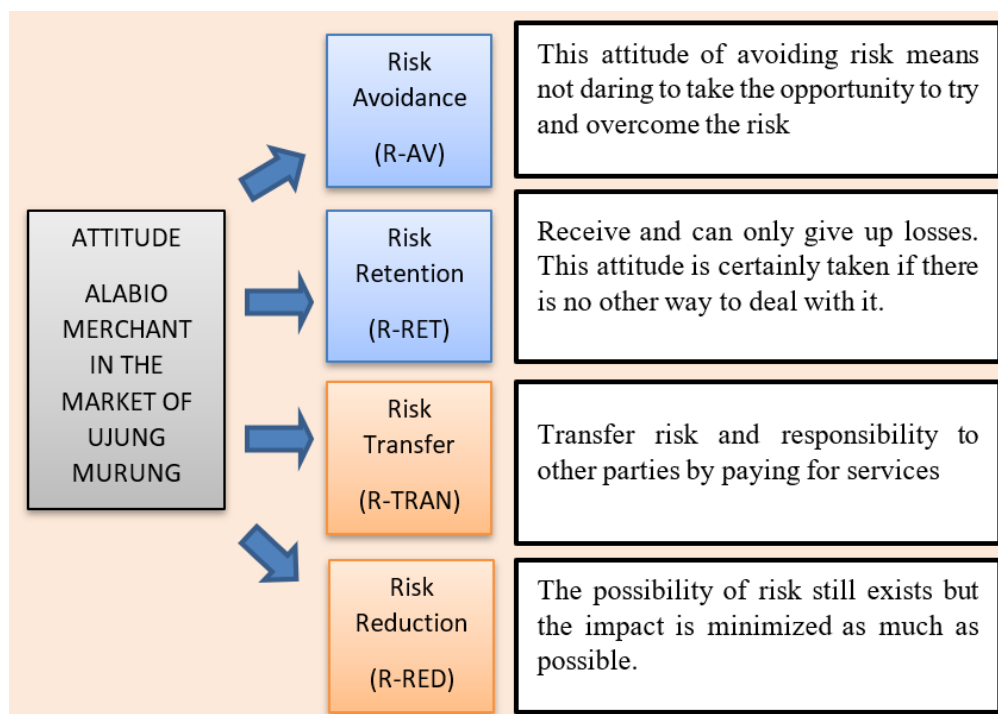 ATTITUDE
ALABIO
MERCHANT
IN THE
MARKET OF
UJUNG
MURUNG
Risk
Avoidance
(R-AV)
This attitude of avoiding risk means
not daring to take the opportunity to try
and overcome the risk
Risk
Retention
(R-RET)
Receive and can only give up losses.
This attitude is certainly taken if there
is no other way to deal with it.
Risk
Transfer
(R-TRAN)
Transfer risk and responsibility to
other parties by paying for services
Risk
Reduction
(R-RED)
The possibility of risk still exists but
the impact is minimized as much as
possible.